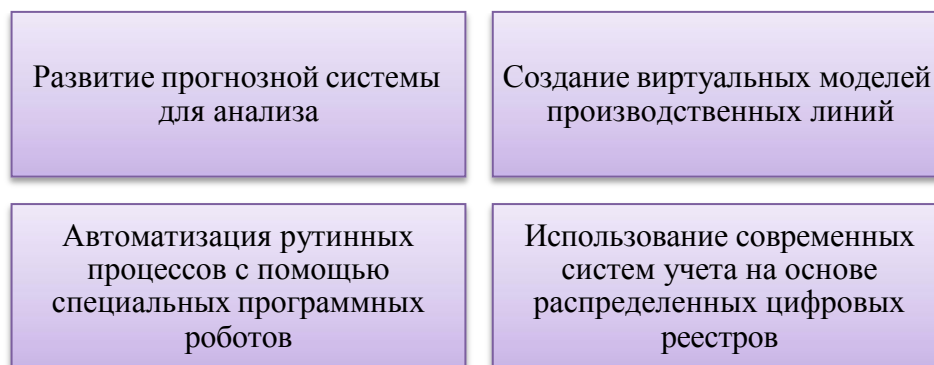 Развитие прогнозной системы
для анализа
Создание виртуальных моделей
производственных линий
Автоматизация рутинных
процессов с помощью
специальных программных
роботов
Использование современных
систем учета на основе
распределенных цифровых
реестров